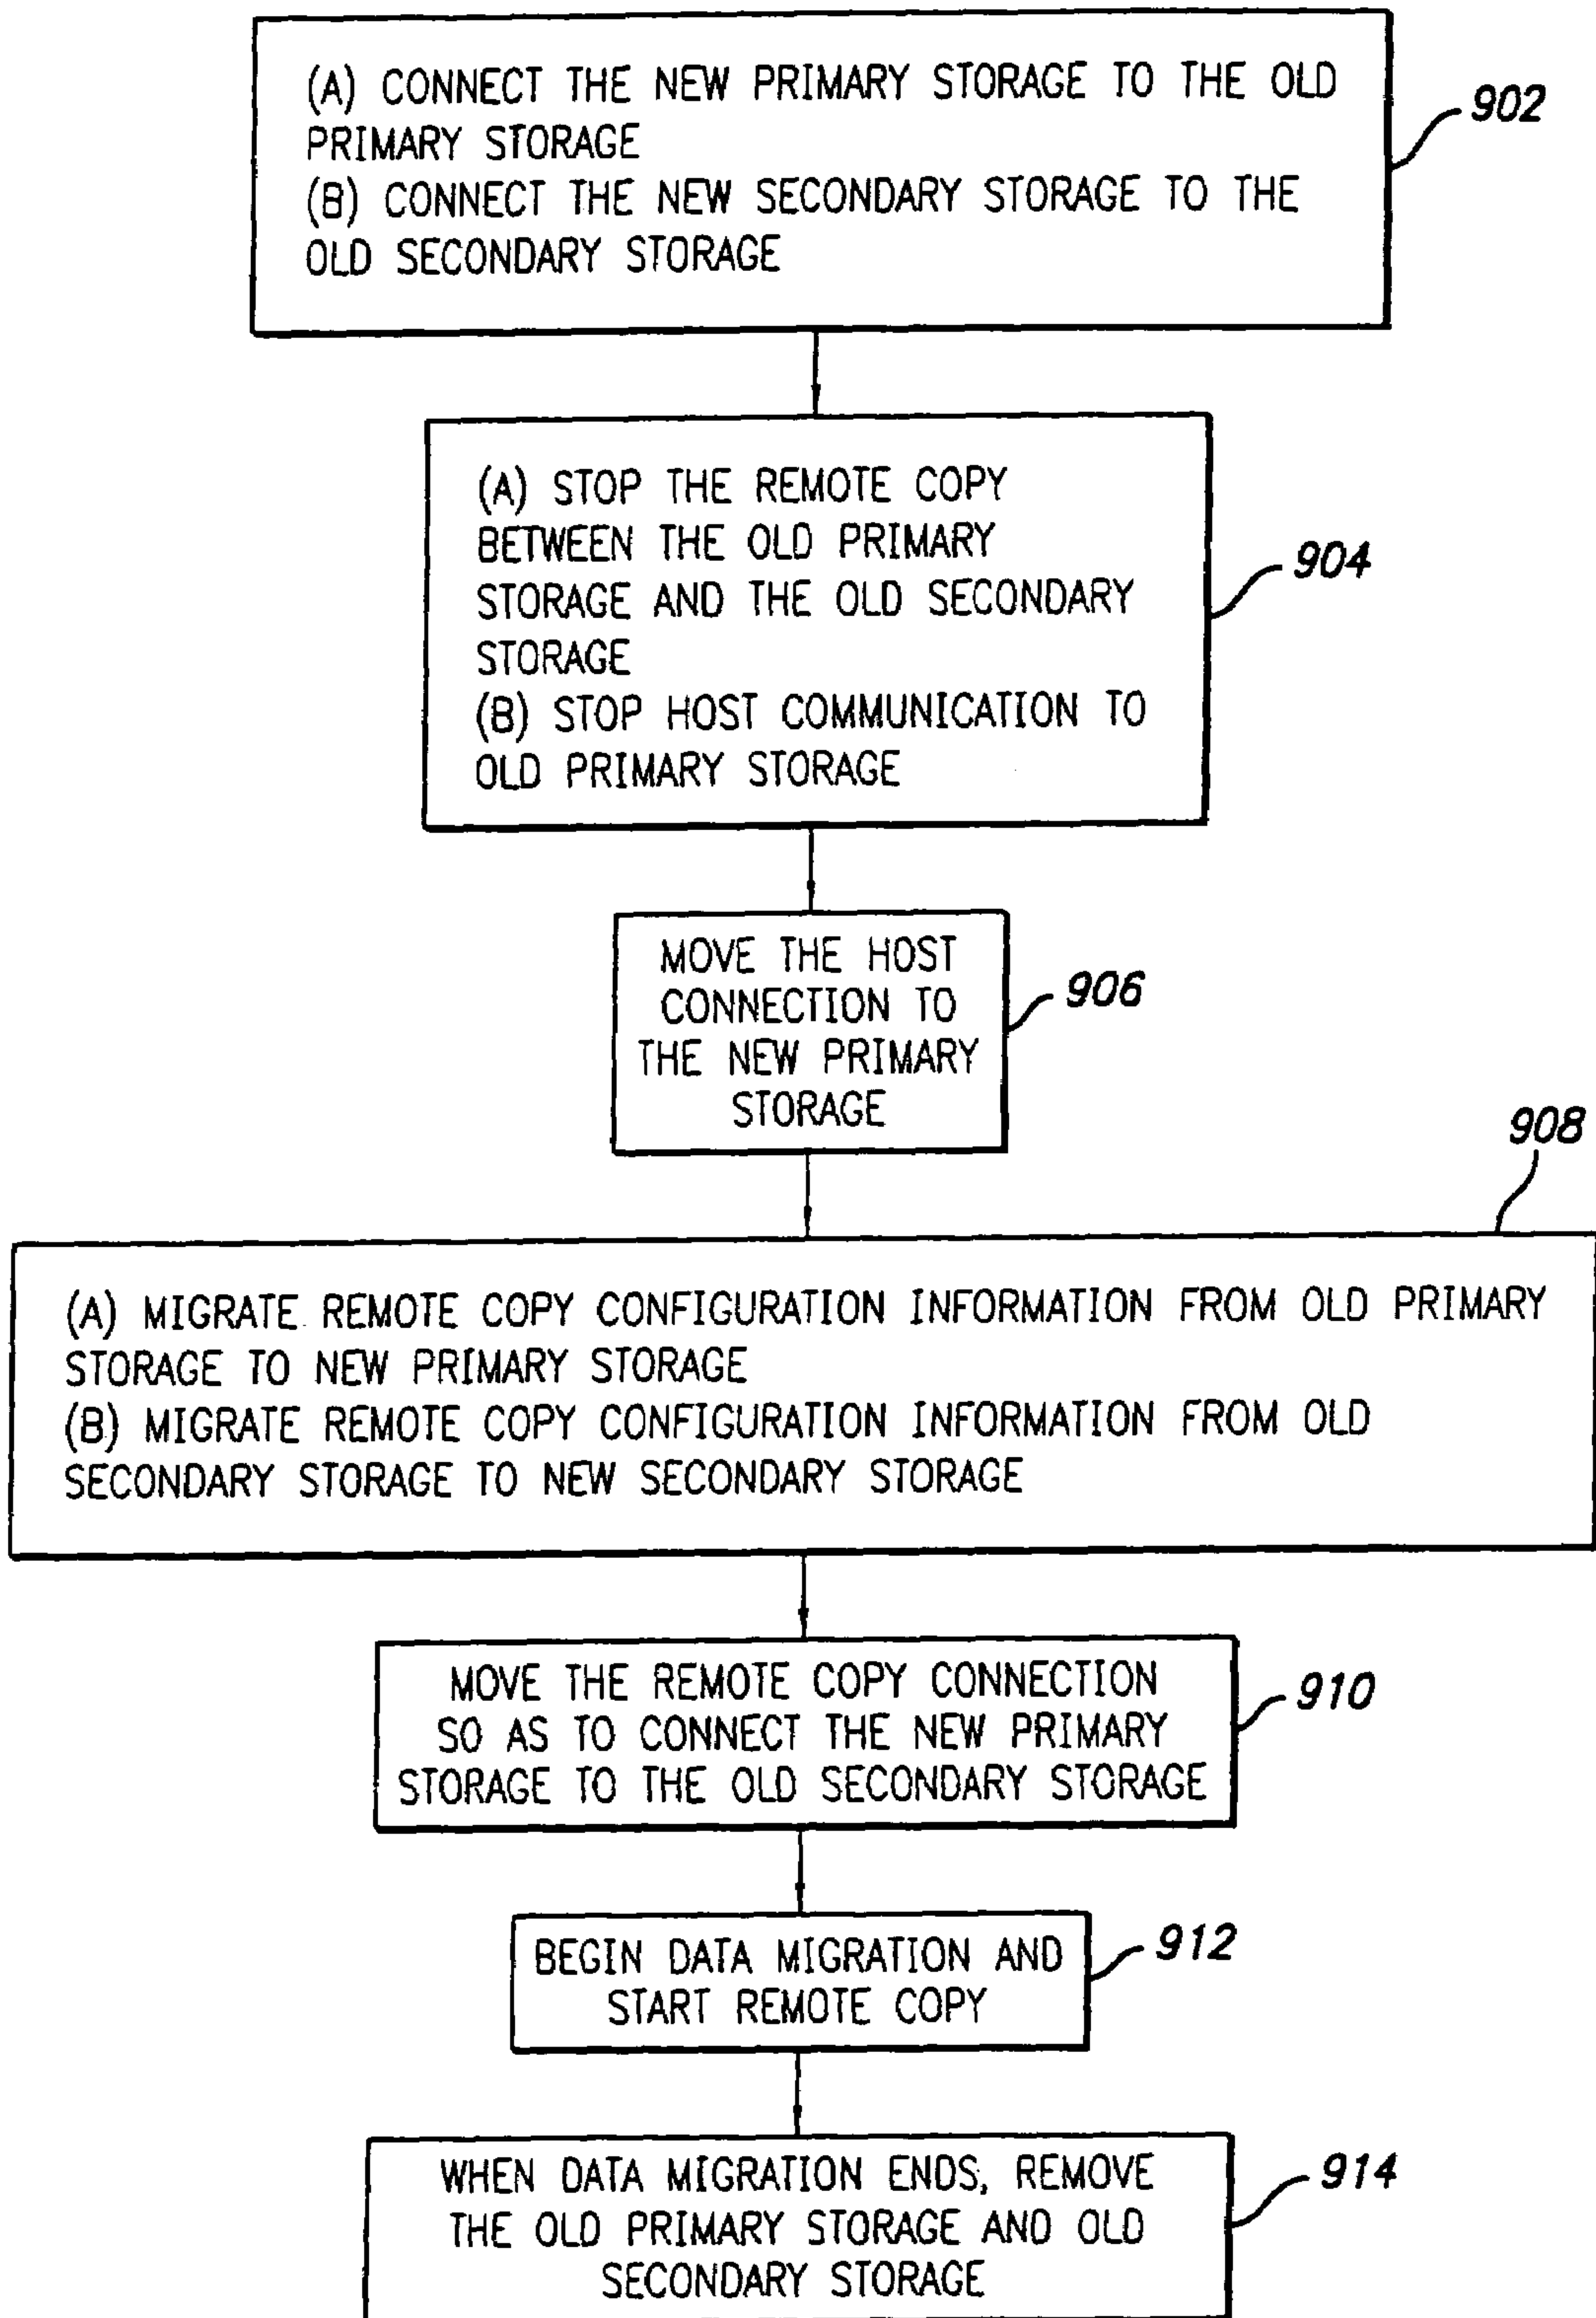 (A) CONNECT THE NEW PRIMARY STORAGE TO THE OLD
PRIMARY STORAGE
(B) CONNECT THE NEW SECONDARY STORAGE TO THE
OLD SECONDARY STORAGE
902
(A) STOP THE REMOTE COPY
BETWEEN THE OLD PRIMARY
STORAGE AND THE OLD SECONDARY
STORAGE
(B) STOP HOST COMMUNICATION TO
OLD PRIMARY STORAGE
904
MOVE THE HOST
CONNECTION TO
THE NEW PRIMARY
STORAGE
906
908
(A) MIGRATE REMOTE COPY CONFIGURATION INFORMATION FROM OLD PRIMARY
STORAGE TO NEW PRIMARY STORAGE
(B) MIGRATE REMOTE COPY CONFIGURATION INFORMATION FROM OLD
SECONDARY STORAGE TO NEW SECONDARY STORAGE
MOVE THE REMOTE COPY CONNECTION
SO AS TO CONNECT THE NEW PRIMARY
STORAGE TO THE OLD SECONDARY STORAGE
910
BEGIN DATA MIGRATION AND
START REMOTE COPY
912
WHEN DATA MIGRATION ENDS, REMOVE
THE OLD PRIMARY STORAGE AND OLD
SECONDARY STORAGE
914